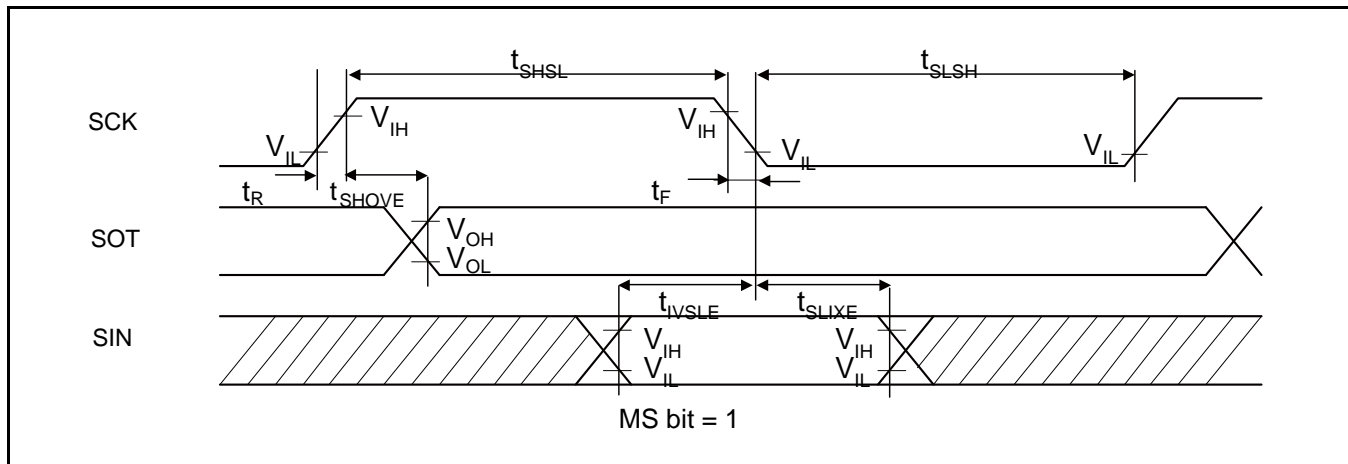 tSHSL
tSLSH
SCK
VIH
VIH
VIL
VIL
VIL
tR
tSHOVE
tF
SOT
VOH
VOL
tIVSLE
tSLIXE
SIN
VIH
VIH
VIL
VIL
MS bit = 1